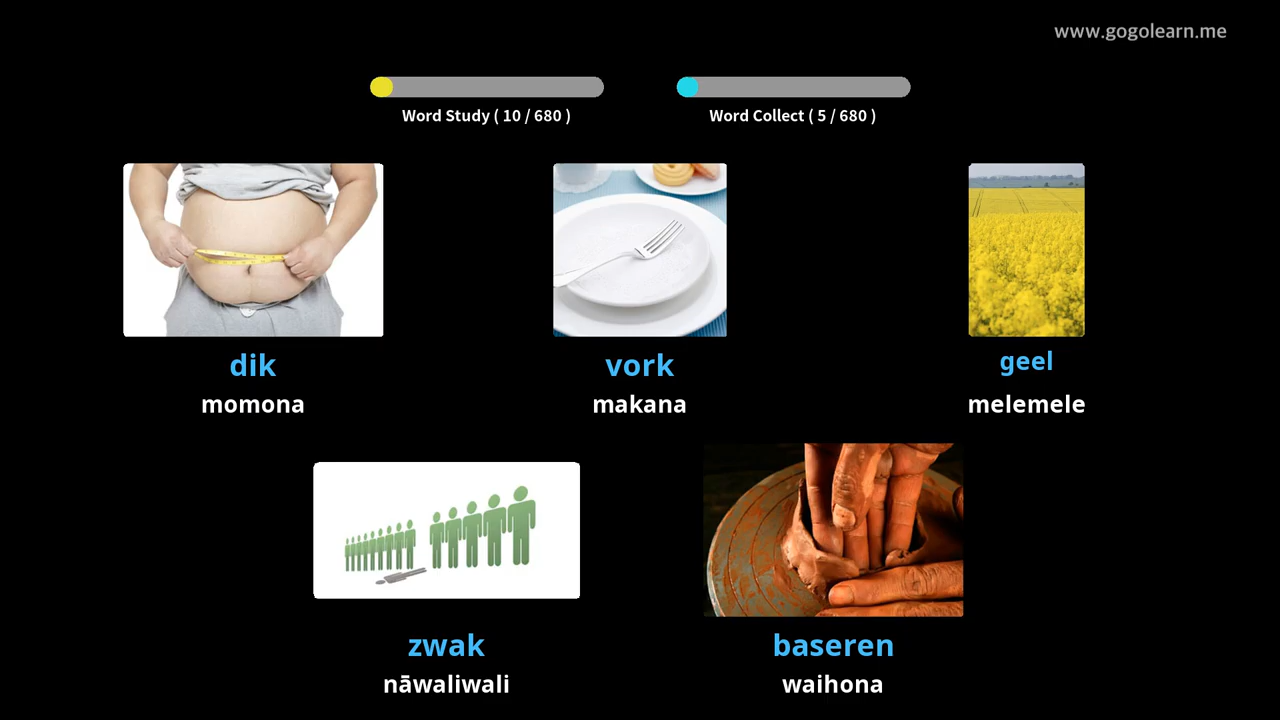 www.gogolearn.me
Word Study ( 10 / 680 )
Word Collect ( 5 / 680 )
dik
momona
vork
makana
geel
melemele
zwak
nāwaliwali
baseren
waihona